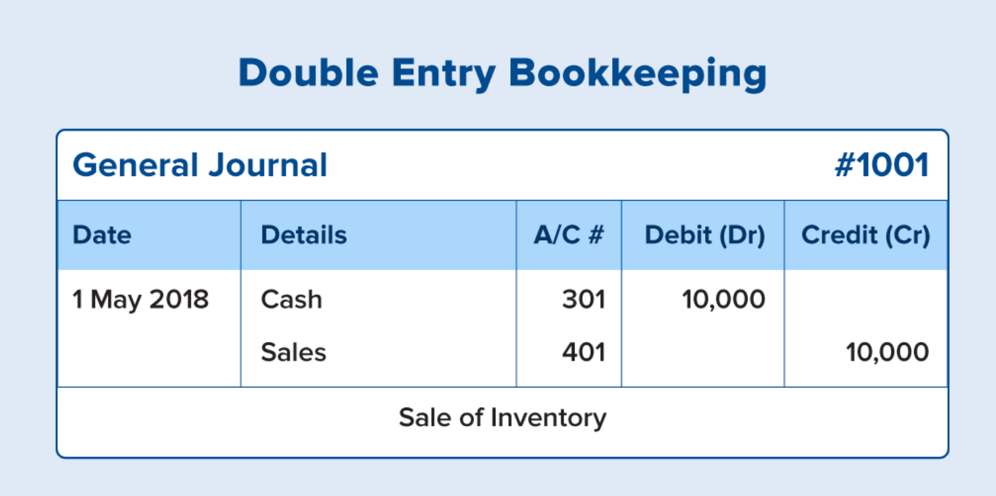 Double Entry Bookkeeping
General Journal #1001
Date Details A/C # Debit (Dr) Credit (Cr)
1 May 2018 Cash 301 10,000
Sales 401 10,000
Sale of Inventory